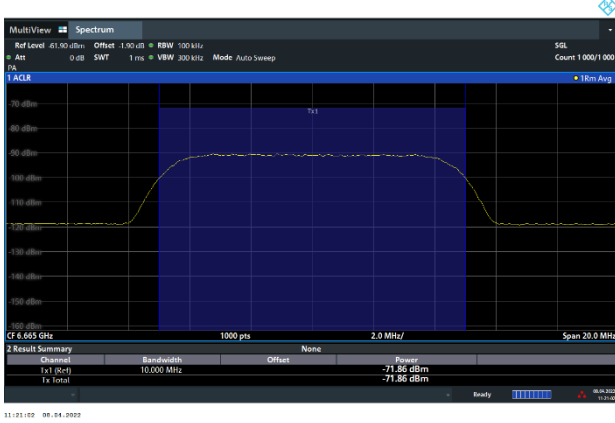 MultiView Spectrum
Ref Level -61.90 dBm Offset -1.90 dB RBW 100 kHz SGL
Att 0 dB SWT 1 ms VBW 300 kHz Mode Auto Sweep Count 1000/1000
PA
1 ACLR 1Rm Avg
-70 dBm
Tx1
-80 dBm
-90 dBm
-100 dBm
-110 dBm
-120 dBm
-130 dBm
-140 dBm
-150 dBm
-160 dBm
CF 6.665 GHz 1000 pts 2.0 MHz/ Span 20.0 MHz
2 Result Summary None
Channel Bandwidth Offset Power
Tx1 (Ref) 10.000 MHz -71.86 dBm
Tx Total -71.86 dBm
Ready 08.04.2022
11:21:02 08.04.2022